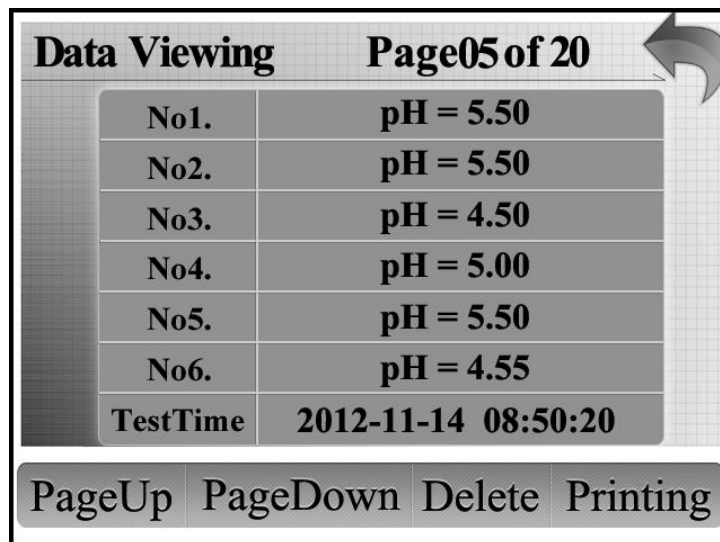 Data Viewing Page05 of 20
No1. pH = 5.50
No2. pH = 5.50
No3. pH = 4.50
No4. pH = 5.00
No5. pH = 5.50
No6. pH = 4.55
TestTime 2012-11-14 08:50:20
PageUp PageDown Delete Printing